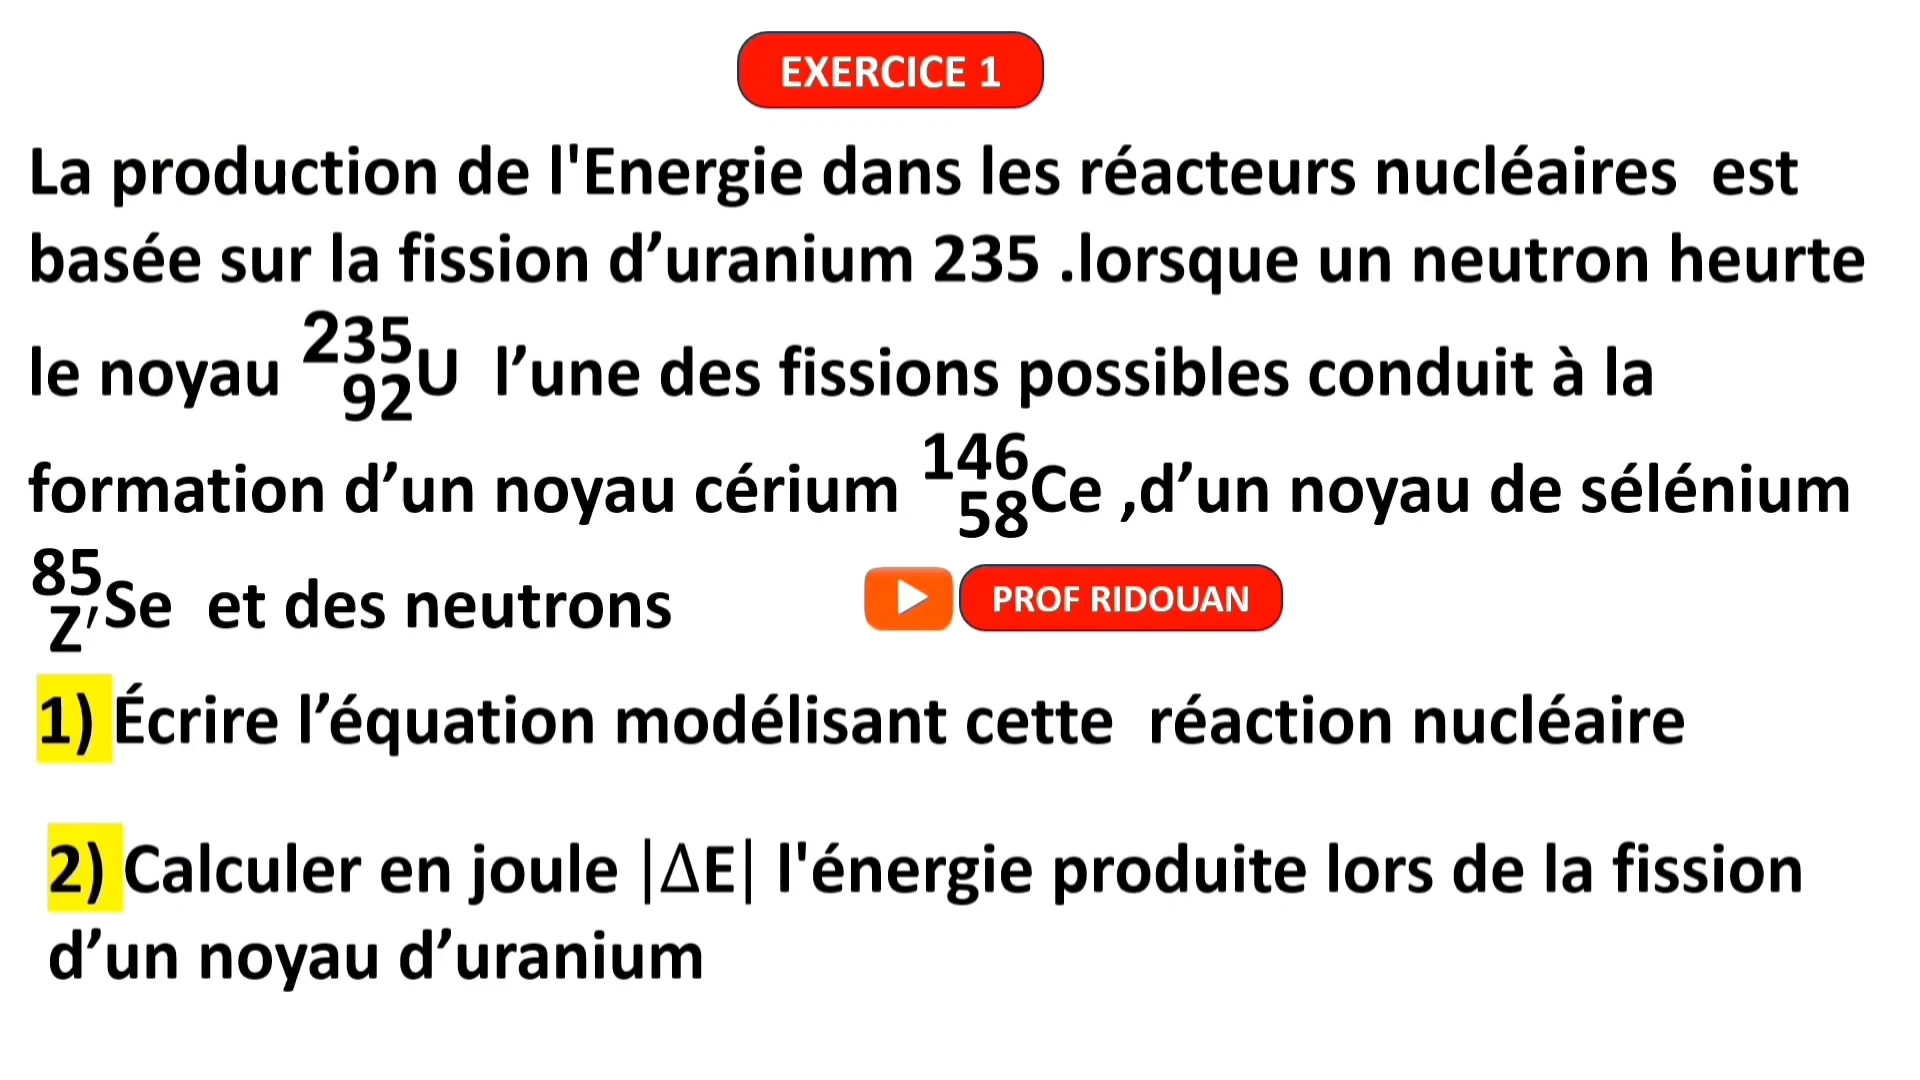 EXERCICE 1
La production de l'Energie dans les réacteurs nucléaires est
basée sur la fission d’uranium 235 .lorsque un neutron heurte
le noyau ²³⁵₉₂U l’une des fissions possibles conduit à la
formation d’un noyau cérium ¹⁴⁶₅₈Ce ,d’un noyau de sélénium
⁸⁵Z′Se et des neutrons
PROF RIDOUAN
1) Écrire l’équation modélisant cette réaction nucléaire
2) Calculer en joule |ΔE| l'énergie produite lors de la fission
d’un noyau d’uranium